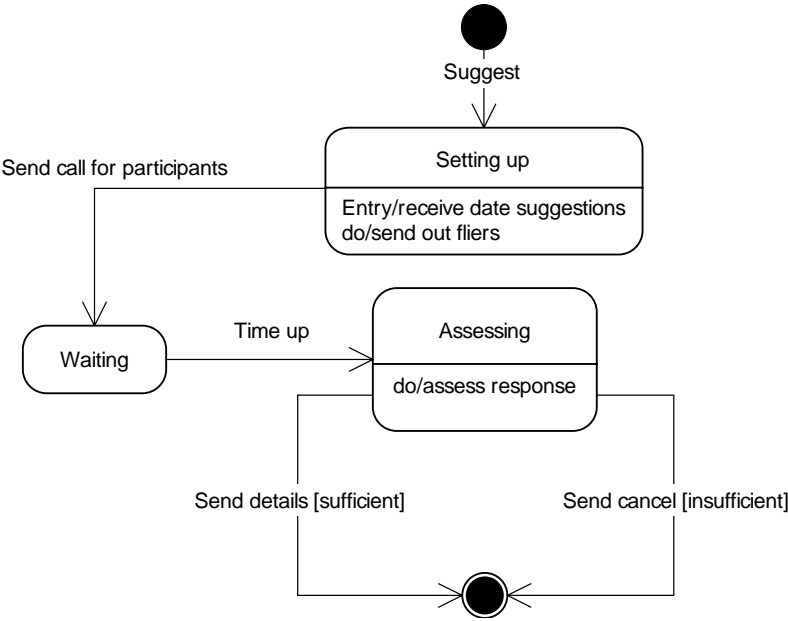 Suggest
Setting up
Send call for participants
Entry/receive date suggestions
do/send out fliers
Time up
Assessing
Waiting
do/assess response
Send details [sufficient]
Send cancel [insufficient]